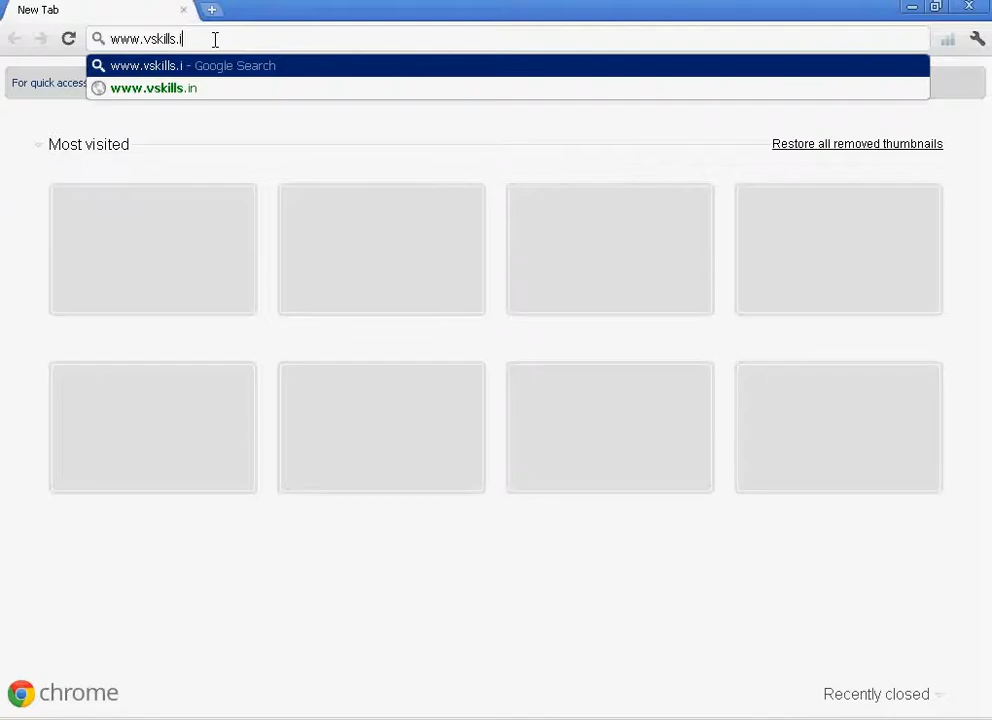 New Tab
www.vskills.i
www.vskills.i - Google Search
www.vskills.in
For quick access
Most visited
Restore all removed thumbnails
chrome
Recently closed